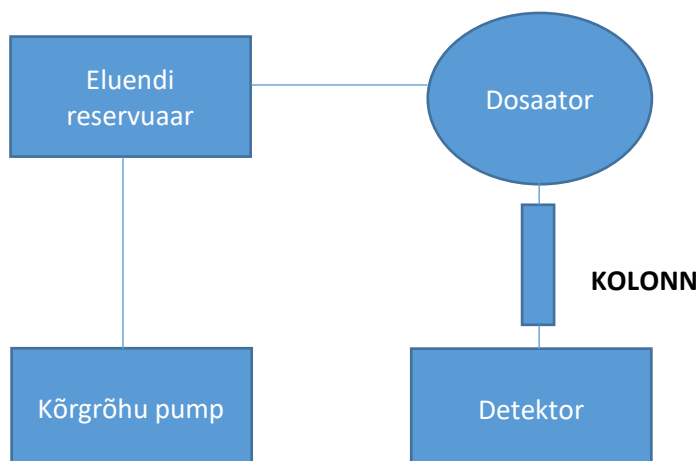 Eluendi
reservuaar
Dosaator
KOLONN
Kõrgrõhu pump
Detektor